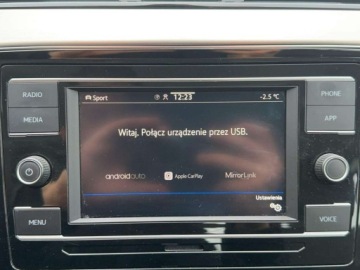 RADIO
MEDIA
MENU
Sport
12:23
-2.5 °C
Witaj. Połącz urządzenie przez USB.
androidauto
Apple CarPlay
MirrorLink
Ustawienia
PHONE
APP
VOICE